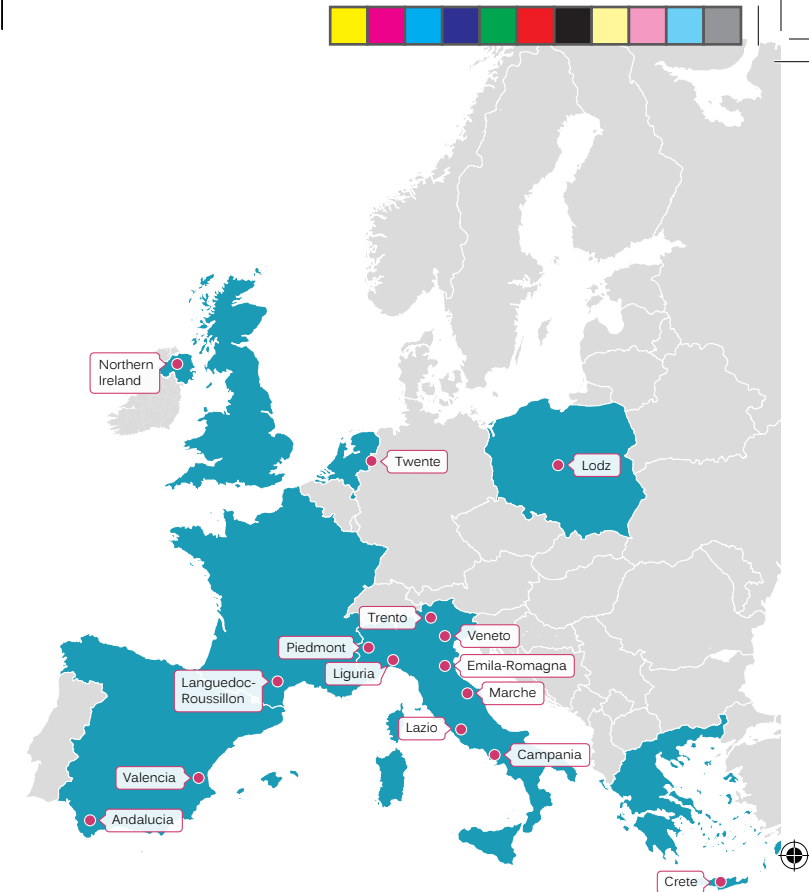 Northern
Ireland
Twente
Lodz
Trento
Veneto
Piedmont
Liguria
Emila-Romagna
Languedoc-
Roussillon
Marche
Lazio
Campania
Valencia
Andalucia
Crete